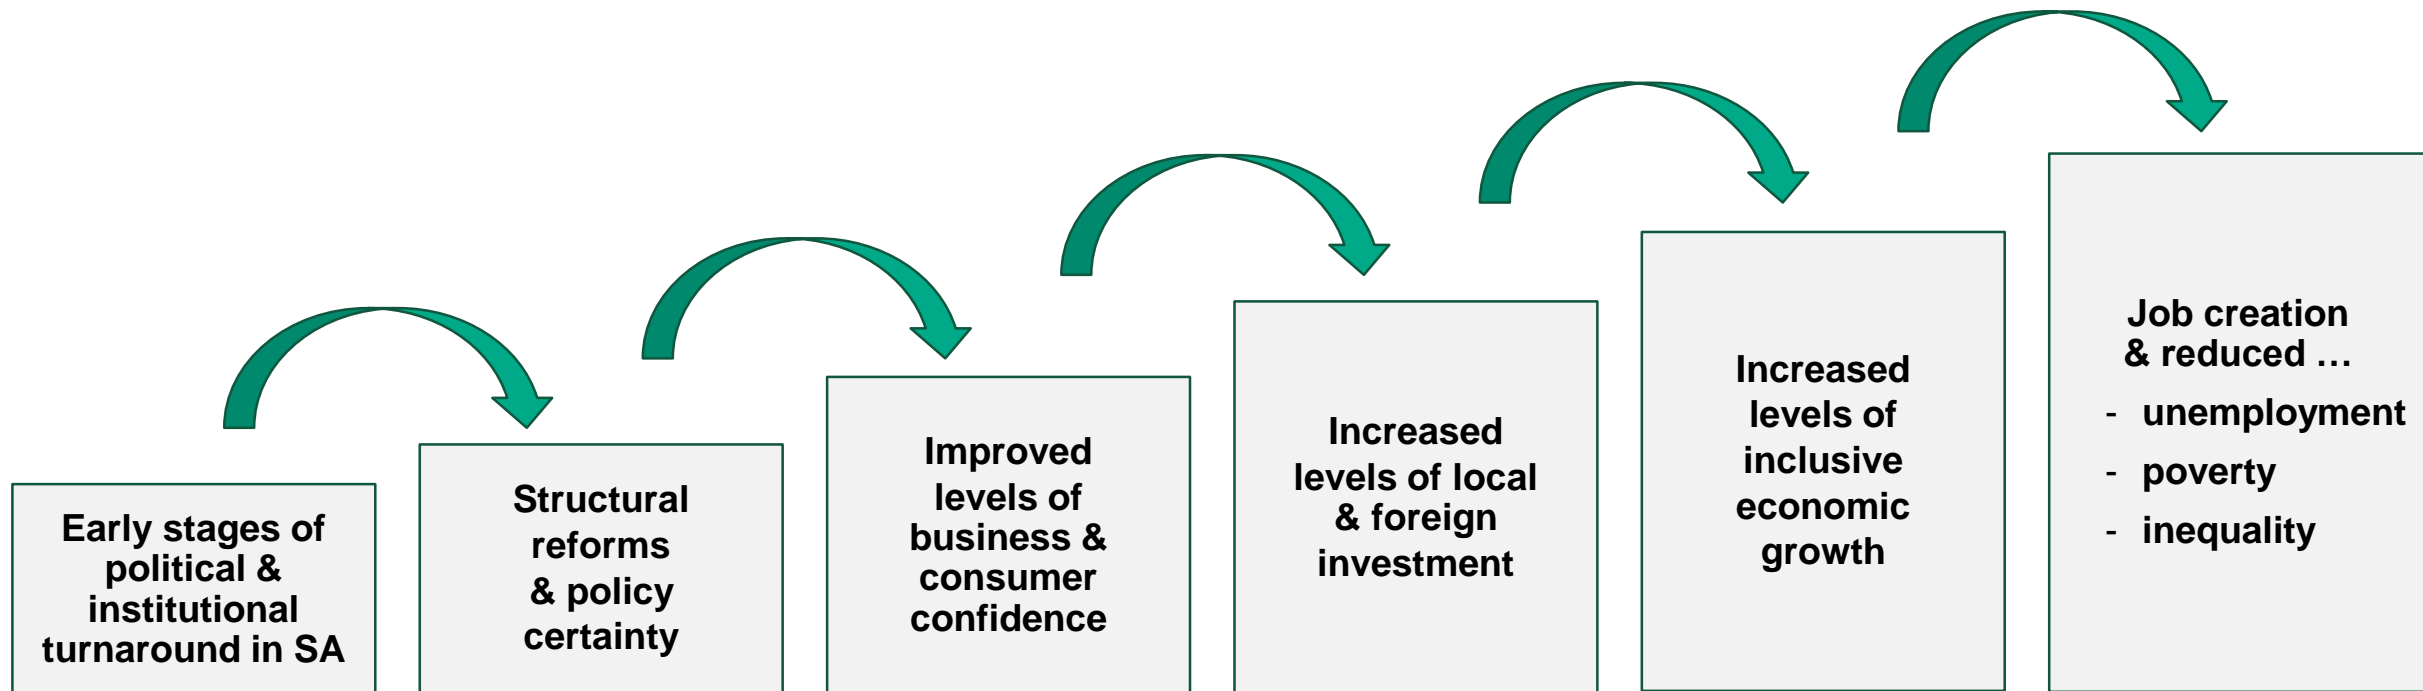 Early stages of
political &
institutional
turnaround in SA
Structural
reforms
& policy
certainty
Improved
levels of
business &
consumer
confidence
Increased
levels of local
& foreign
investment
Increased
levels of
inclusive
economic
growth
Job creation
& reduced …
- unemployment
- poverty
- inequality